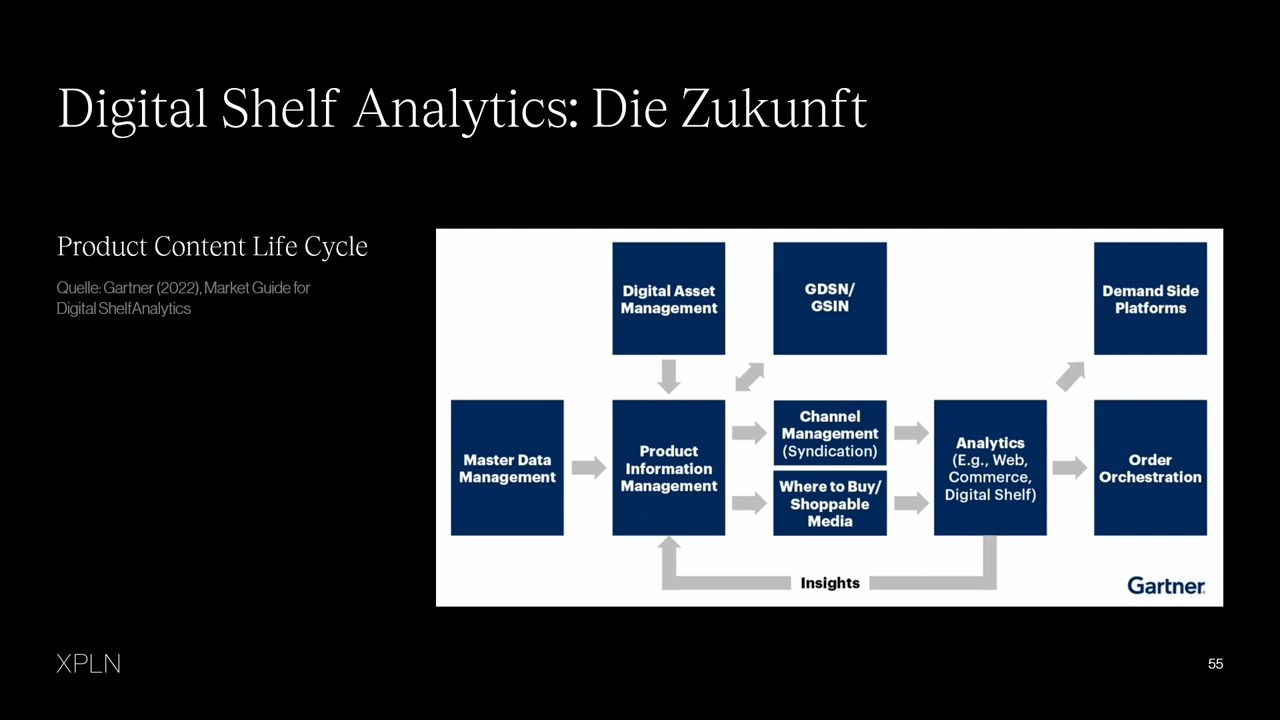 Digital Shelf Analytics: Die Zukunft
Product Content Life Cycle
Quelle: Gartner (2022), Market Guide for
Digital ShelfAnalytics
Digital Asset
Management
GDSN/
GSIN
Demand Side
Platforms
Master Data
Management
Product
Information
Management
Channel
Management
(Syndication)
Where to Buy/
Shoppable
Media
Analytics
(E.g., Web,
Commerce,
Digital Shelf)
Order
Orchestration
Insights
Gartner
XPLN
55